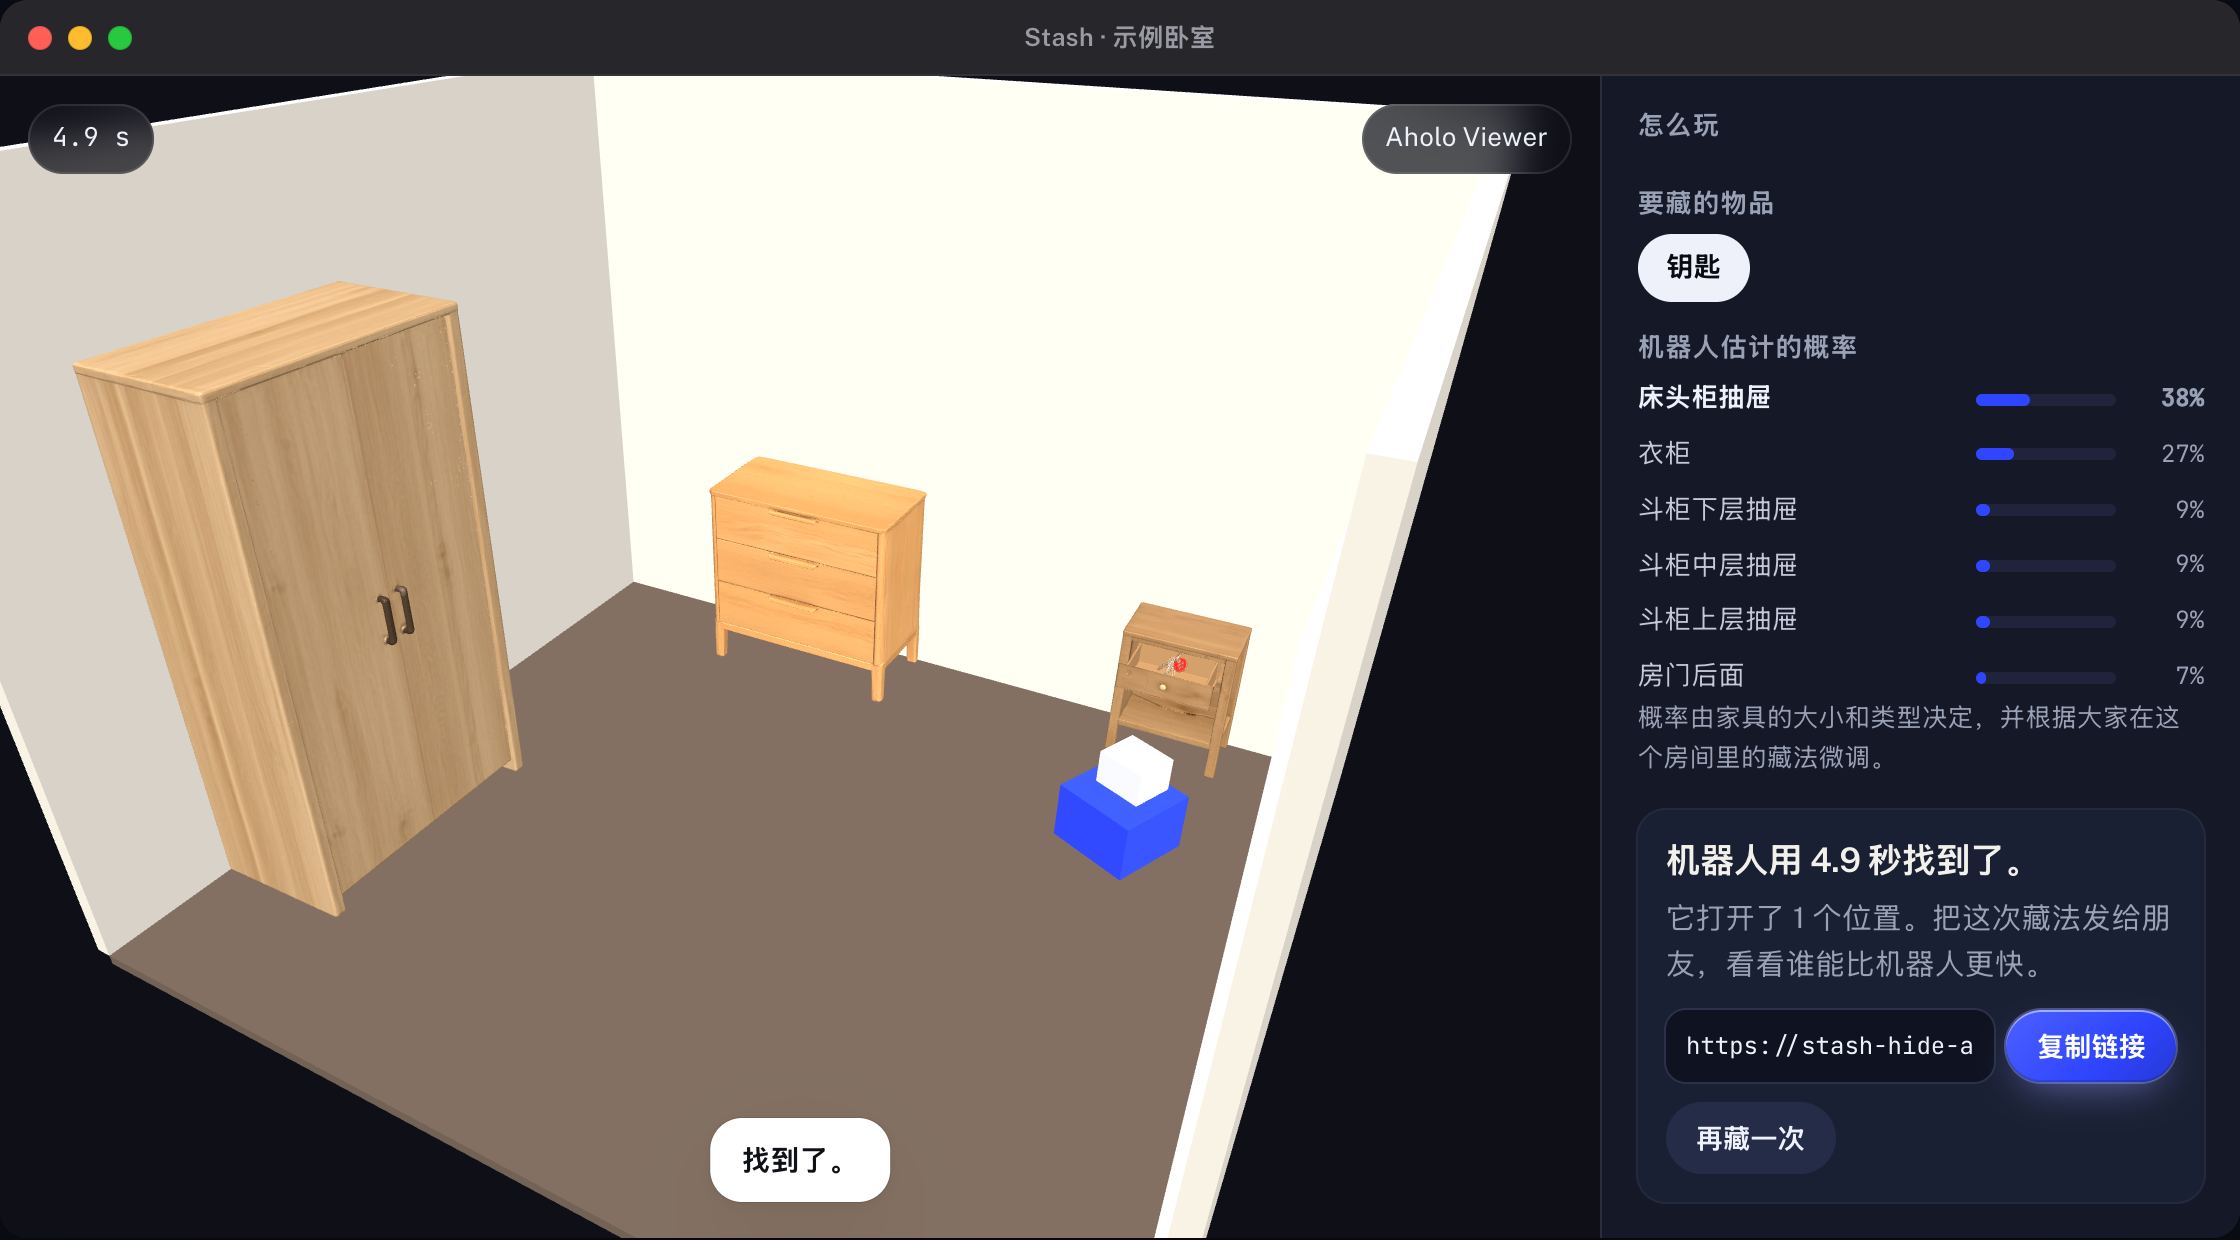 Stash · 示例卧室
4.9 s
Aholo Viewer
找到了。
怎么玩
要藏的物品
钥匙
机器人估计的概率
床头柜抽屉 38%
衣柜 27%
斗柜下层抽屉 9%
斗柜中层抽屉 9%
斗柜上层抽屉 9%
房门后面 7%
概率由家具的大小和类型决定，并根据大家在这
个房间里的藏法微调。
机器人用 4.9 秒找到了。
它打开了 1 个位置。把这次藏法发给朋
友，看看谁能比机器人更快。
https://stash-hide-a
复制链接
再藏一次